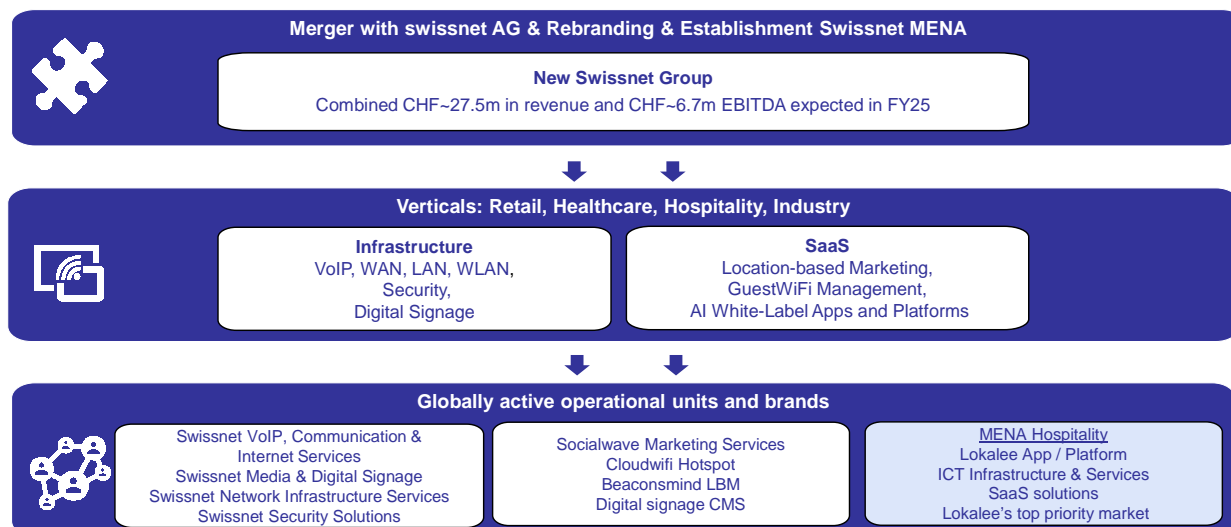 Merger with swissnet AG & Rebranding & Establishment Swissnet MENA
New Swissnet Group
Combined CHF~27.5m in revenue and CHF~6.7m EBITDA expected in FY25
Verticals: Retail, Healthcare, Hospitality, Industry
Infrastructure
VoIP, WAN, LAN, WLAN,
Security,
Digital Signage
SaaS
Location-based Marketing,
GuestWiFi Management,
AI White-Label Apps and Platforms
Globally active operational units and brands
Swissnet VoIP, Communication &
Internet Services
Swissnet Media & Digital Signage
Swissnet Network Infrastructure Services
Swissnet Security Solutions
Socialwave Marketing Services
Cloudwifi Hotspot
Beaconsmind LBM
Digital signage CMS
MENA Hospitality
Lokalee App / Platform
ICT Infrastructure & Services
SaaS solutions
Lokalee's top priority market